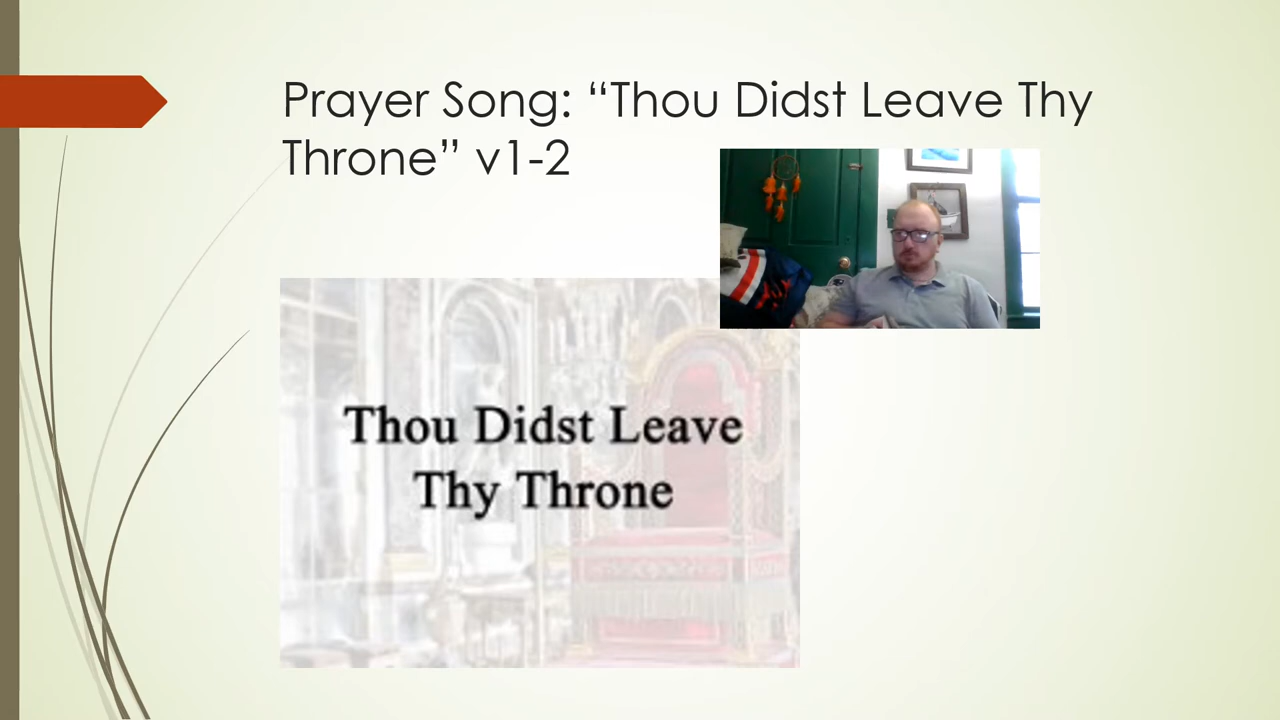 Prayer Song: “Thou Didst Leave Thy
Throne” v1-2
Thou Didst Leave
Thy Throne